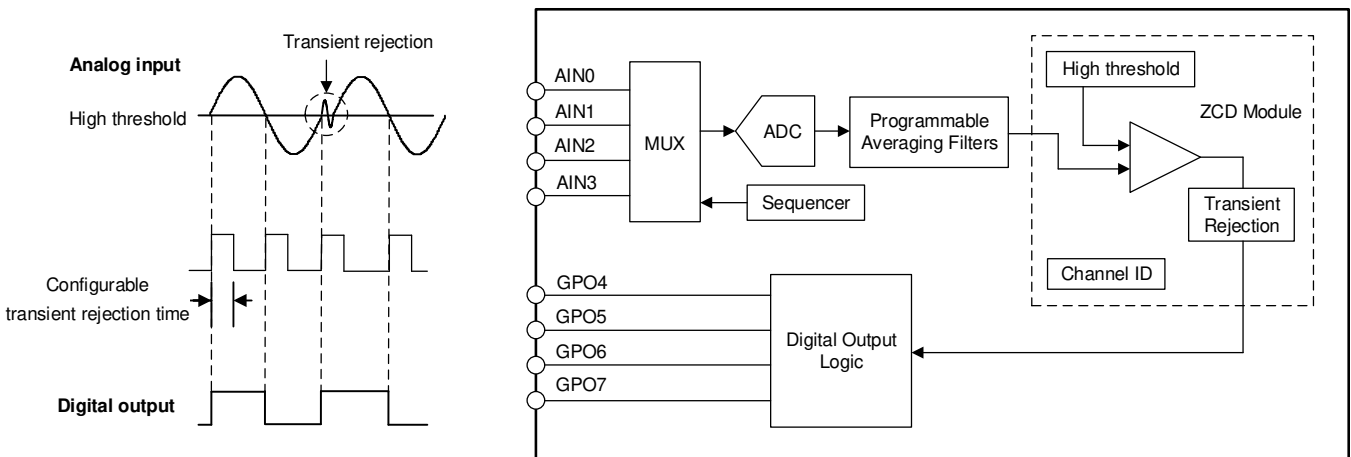 Transient rejection
Analog input
High threshold
Configurable
transient rejection time
Digital output
AIN0
AIN1
AIN2
AIN3
MUX
ADC
Programmable
Averaging Filters
Sequencer
High threshold
ZCD Module
Transient
Rejection
Channel ID
GPO4
GPO5
GPO6
GPO7
Digital Output
Logic